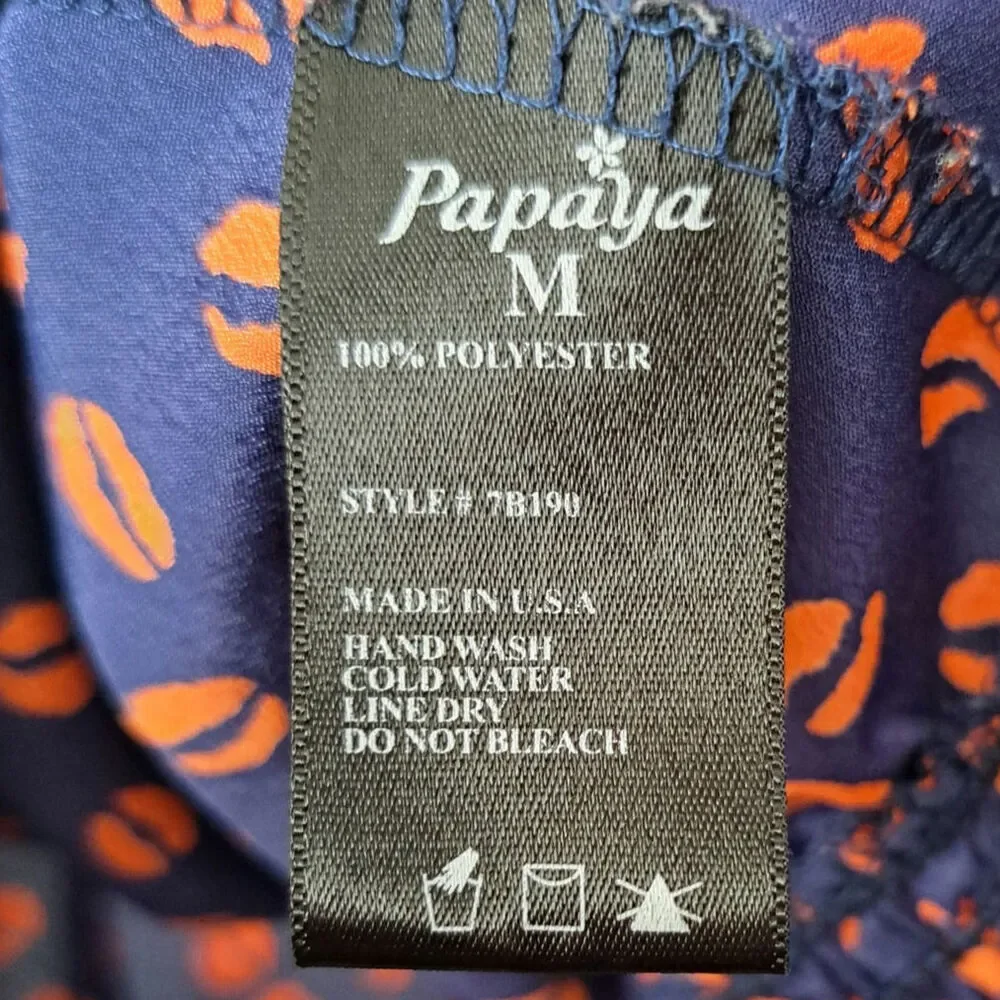 Papaya
M
100% POLYESTER
STYLE # 7B190
MADE IN U.S.A
HAND WASH
COLD WATER
LINE DRY
DO NOT BLEACH